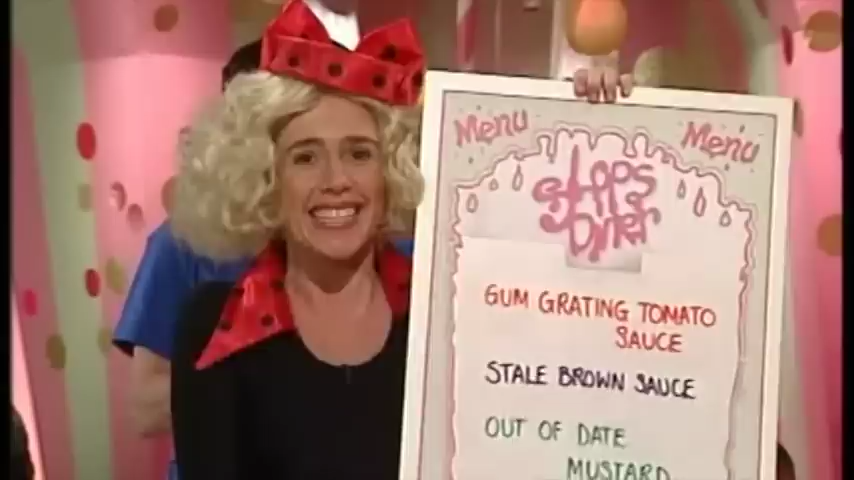 Menu
Menu
Slops
Diner
GUM GRATING TOMATO
SAUCE
STALE BROWN SAUCE
OUT OF DATE
MUSTARD